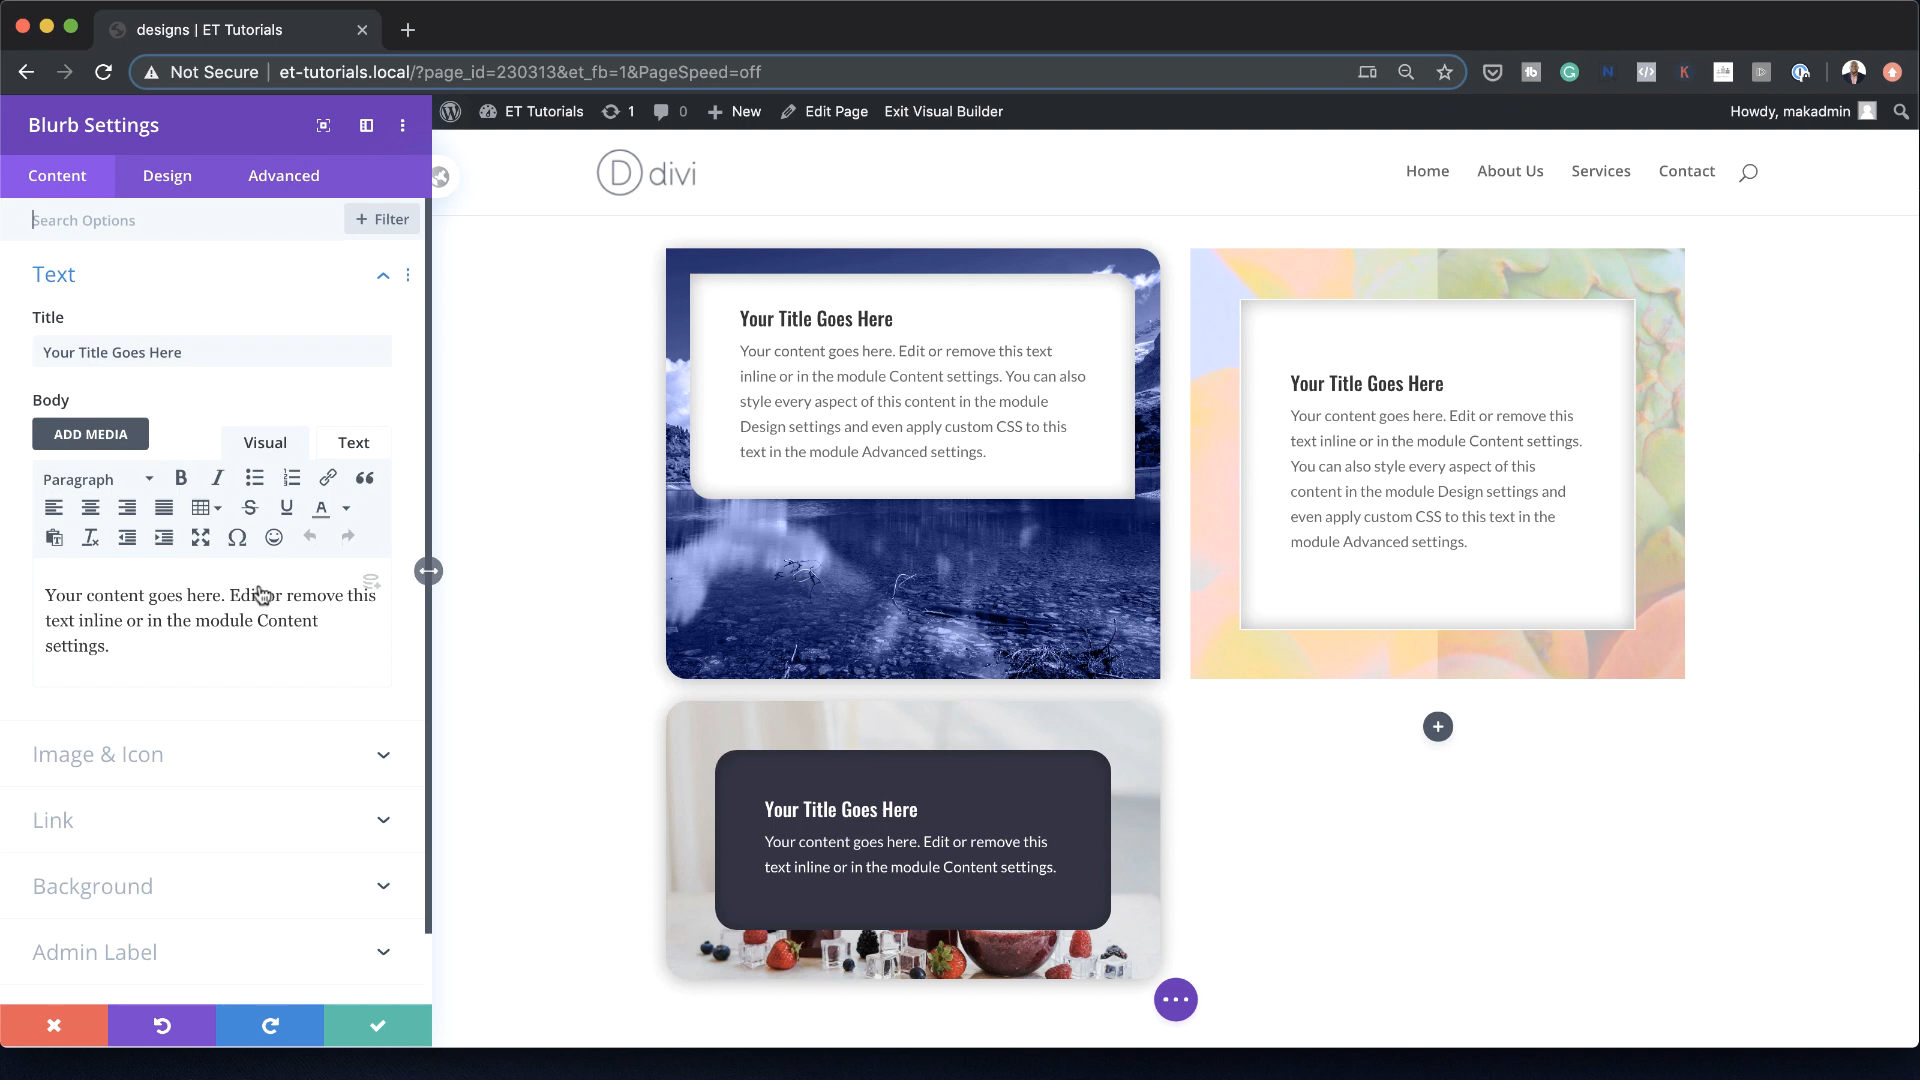 designs | ET Tutorials
Not Secure | et-tutorials.local/?page_id=230313&et_fb=1&PageSpeed=off
ET Tutorials 1 0 New Edit Page Exit Visual Builder
Howdy, makadmin
Blurb Settings
Content Design Advanced
Search Options
+ Filter
Text
Title
Your Title Goes Here
Body
ADD MEDIA
Visual Text
Paragraph
Your content goes here. Edit or remove this
text inline or in the module Content
settings.
Image & Icon
Link
Background
Admin Label
D divi
Home About Us Services Contact
Your Title Goes Here
Your content goes here. Edit or remove this text
inline or in the module Content settings. You can also
style every aspect of this content in the module
Design settings and even apply custom CSS to this
text in the module Advanced settings.
Your Title Goes Here
Your content goes here. Edit or remove this
text inline or in the module Content settings.
You can also style every aspect of this
content in the module Design settings and
even apply custom CSS to this text in the
module Advanced settings.
Your Title Goes Here
Your content goes here. Edit or remove this
text inline or in the module Content settings.